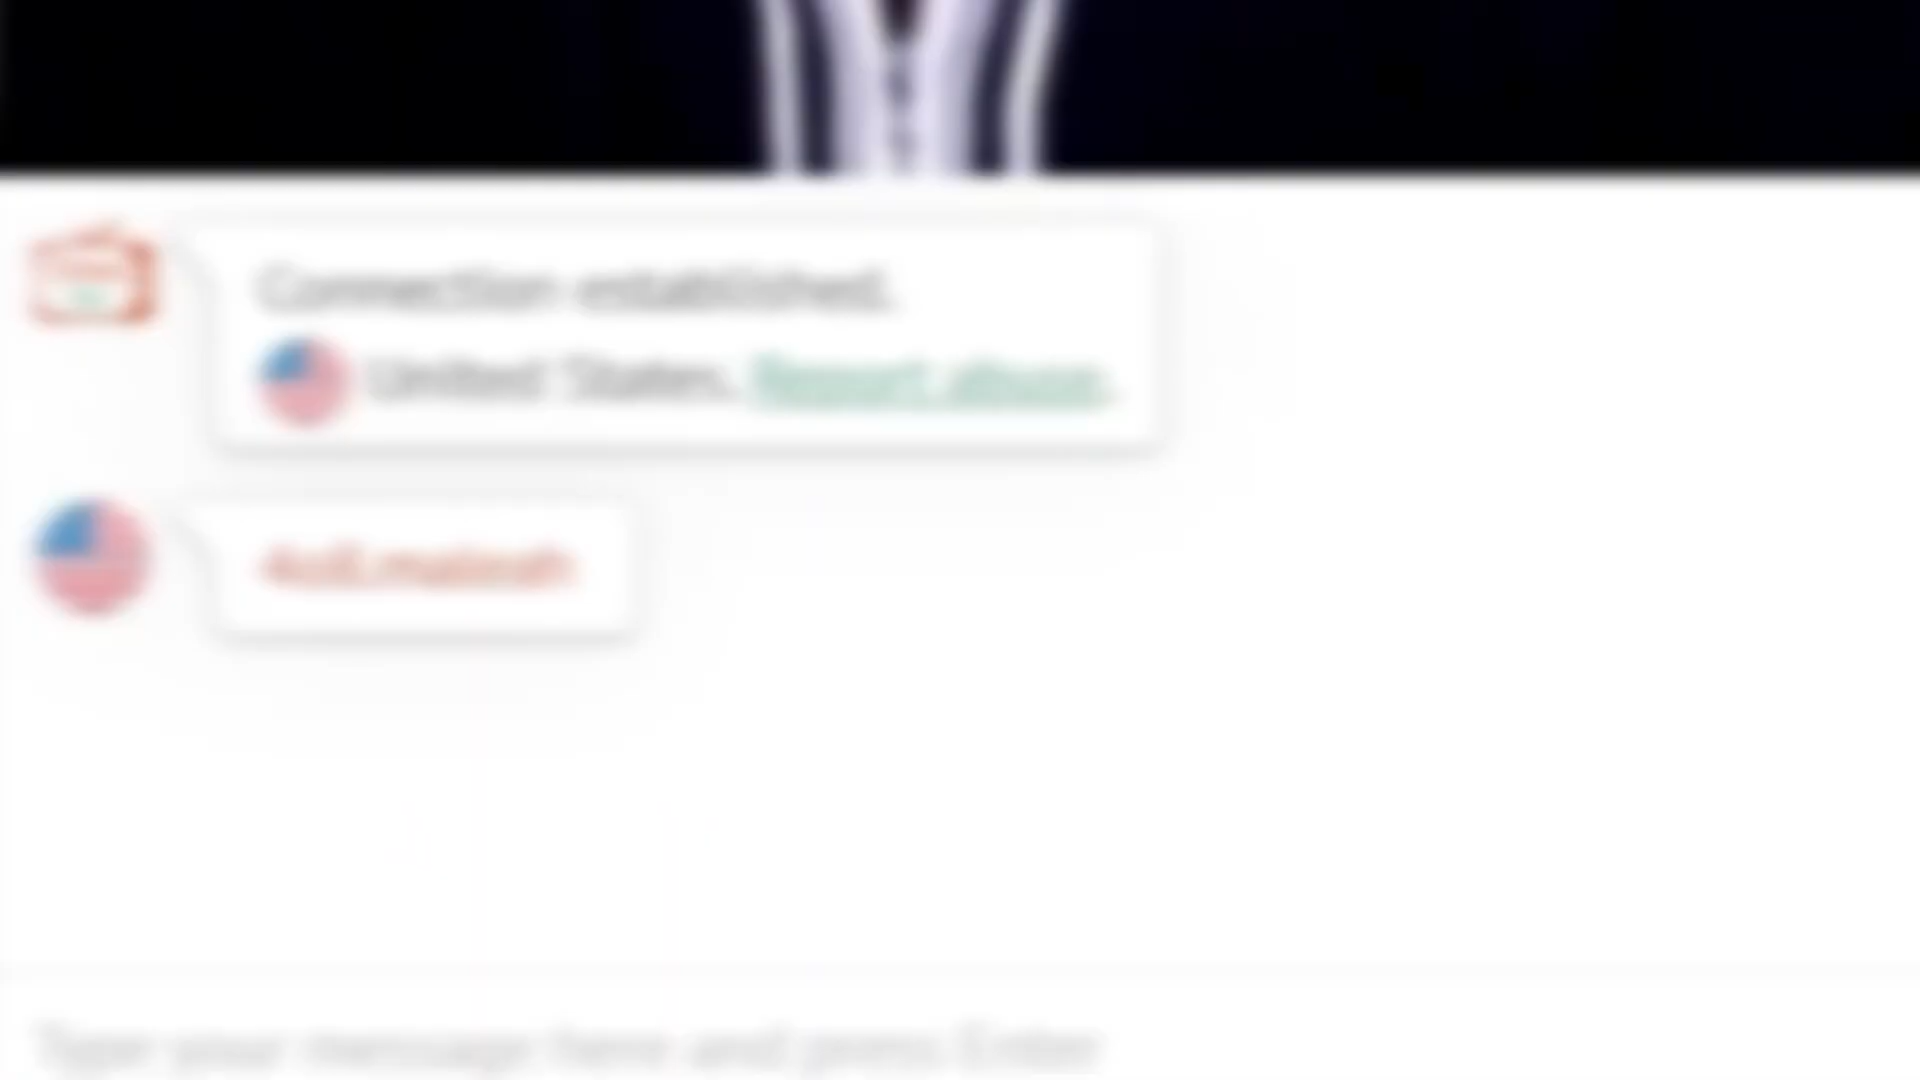 Connection established.
United States. Report abuse.
Type your message here and press Enter